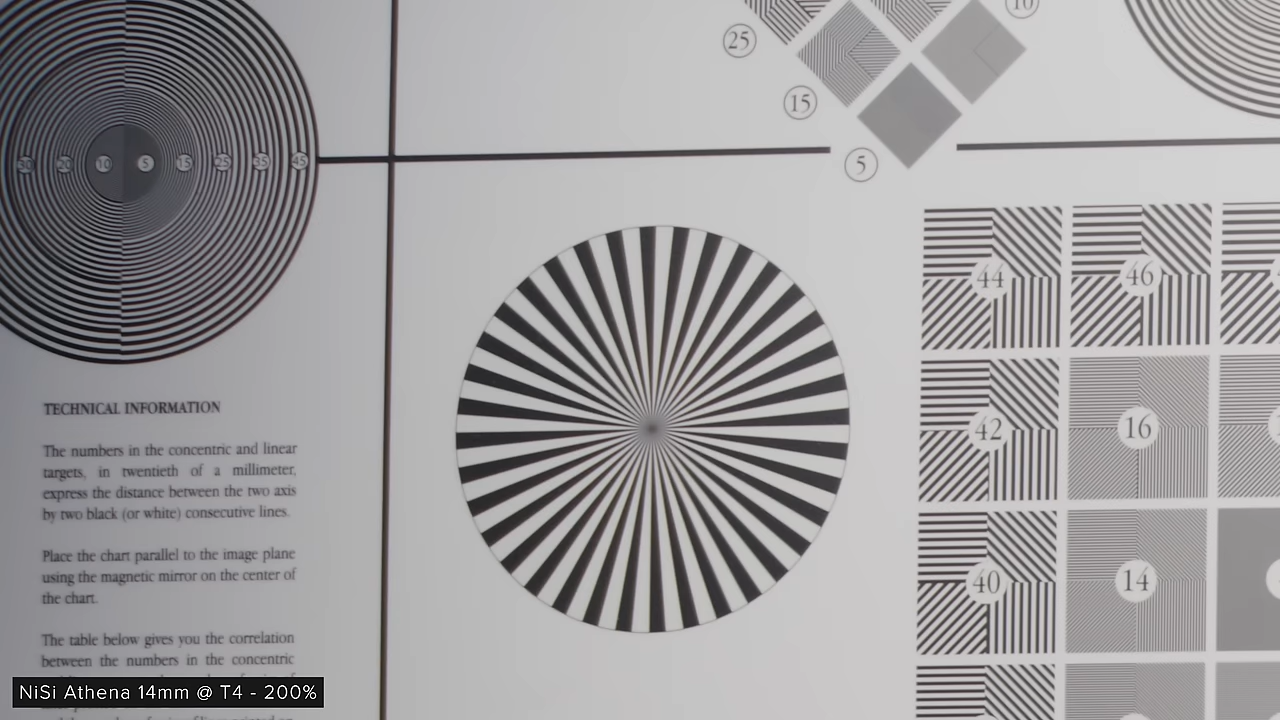 10
25
15
5
30 20 10 5 15 25 35 45
44 46
42 16
40 14
TECHNICAL INFORMATION
The numbers in the concentric and linear
targets, in twentieth of a millimeter,
express the distance between the two axis
by two black (or white) consecutive lines.
Place the chart parallel to the image plane
using the magnetic mirror on the center of
the chart.
The table below gives you the correlation
between the numbers in the concentric
NiSi Athena 14mm @ T4 - 200%